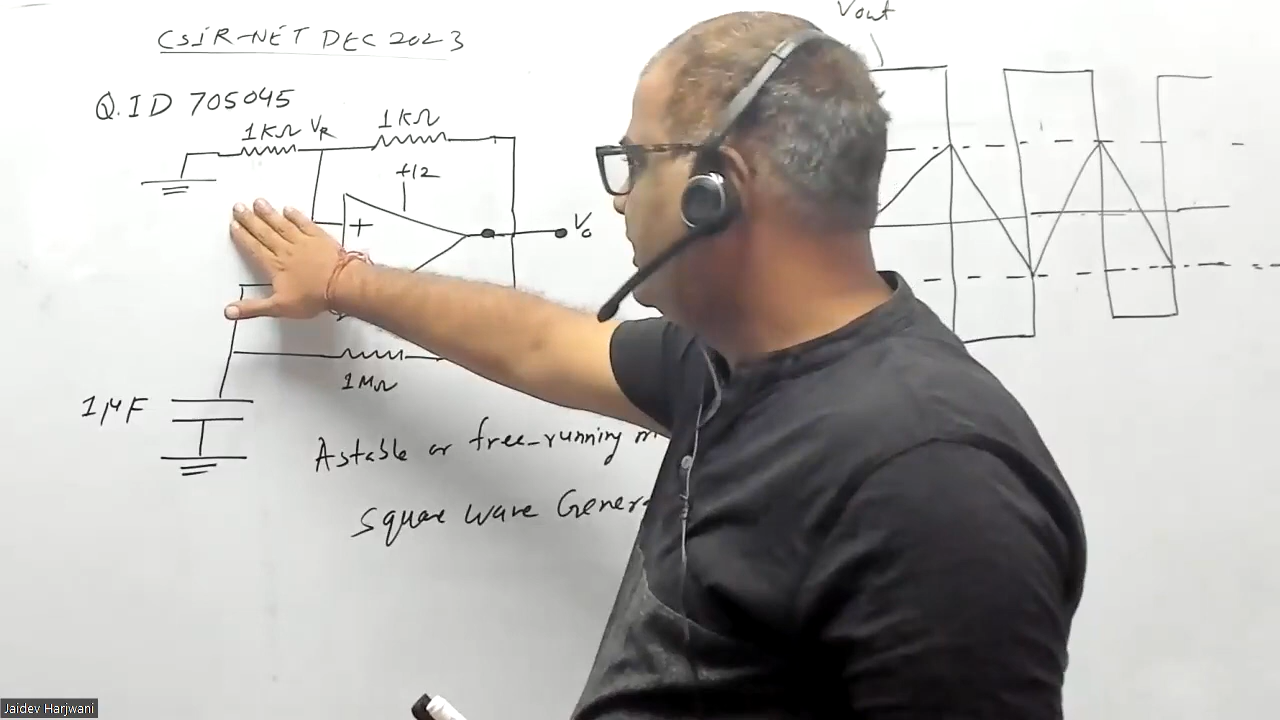 CSIR-NET DEC 2023
Q.ID 705045
1KΩ VR 1KΩ
+12
+
Vo
1MΩ
1μF
Astable or free-running
Square Wave
Vout
Jaidev Harjwani